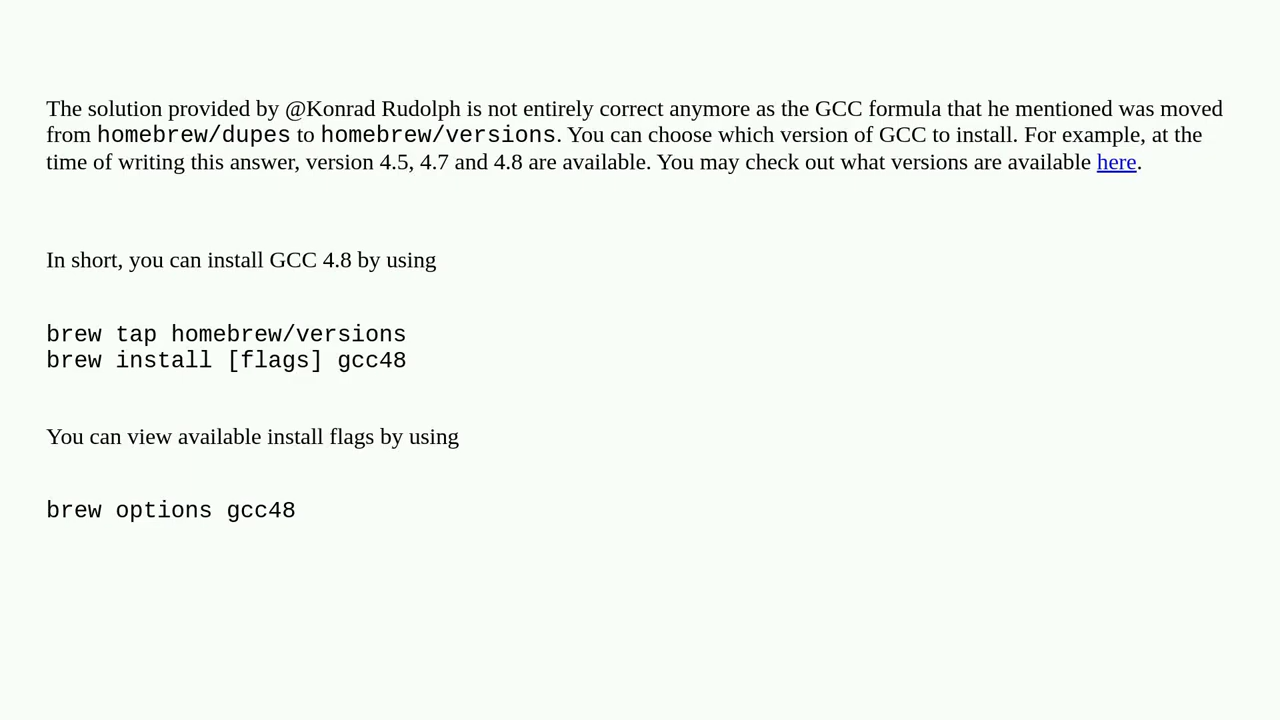 The solution provided by @Konrad Rudolph is not entirely correct anymore as the GCC formula that he mentioned was moved
from homebrew/dupes to homebrew/versions. You can choose which version of GCC to install. For example, at the
time of writing this answer, version 4.5, 4.7 and 4.8 are available. You may check out what versions are available here.
In short, you can install GCC 4.8 by using
brew tap homebrew/versions
brew install [flags] gcc48
You can view available install flags by using
brew options gcc48